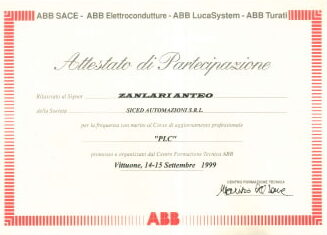 ABB SACE - ABB Elettrocondutture - ABB LucaSystem - ABB Turati
Attestato di Partecipazione
Rilasciato al Signor ZANLARI ANTEO
della Società SICED AUTOMAZIONI S.R.L.
per la frequenza con merito al Corso di aggiornamento professionale
"PLC"
promosso e organizzato dal Centro Formazione Tecnica ABB
Vittuone, 14-15 Settembre 1999
CENTRO FORMAZIONE TECNICA
ABB